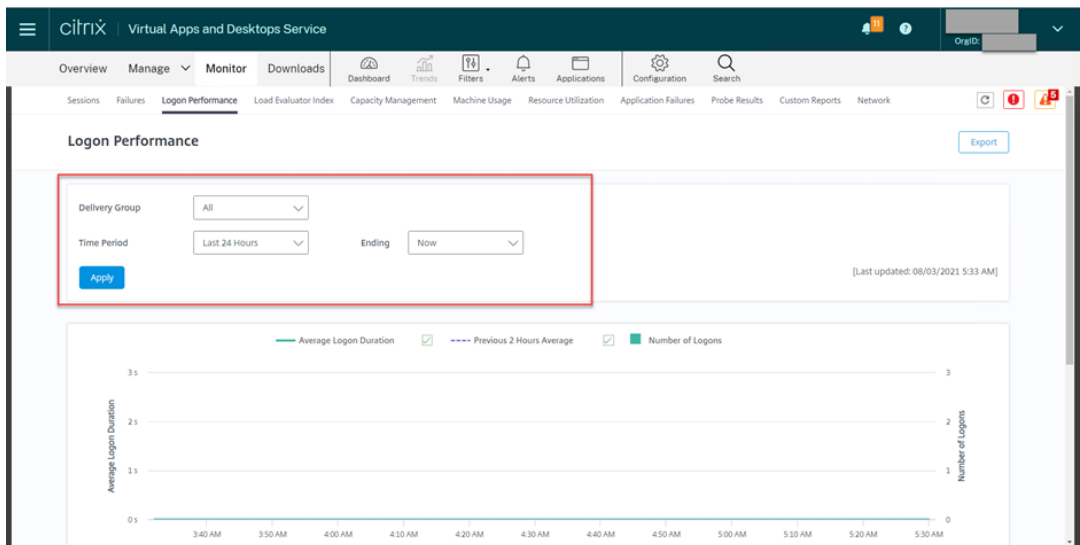 citrix | Virtual Apps and Desktops Service
11
?
OrgID:
Overview Manage Monitor Downloads Dashboard Trends Filters Alerts Applications Configuration Search
Sessions Failures Logon Performance Load Evaluator Index Capacity Management Machine Usage Resource Utilization Application Failures Probe Results Custom Reports Network
5
Logon Performance
Export
Delivery Group All
Time Period Last 24 Hours Ending Now
Apply
[Last updated: 08/03/2021 5:33 AM]
Average Logon Duration Previous 2 Hours Average Number of Logons
3 s 3
2 s 2
1 s 1
0 s 0
Average Logon Duration
Number of Logons
3:40 AM 3:50 AM 4:00 AM 4:10 AM 4:20 AM 4:30 AM 4:40 AM 4:50 AM 5:00 AM 5:10 AM 5:20 AM 5:30 AM